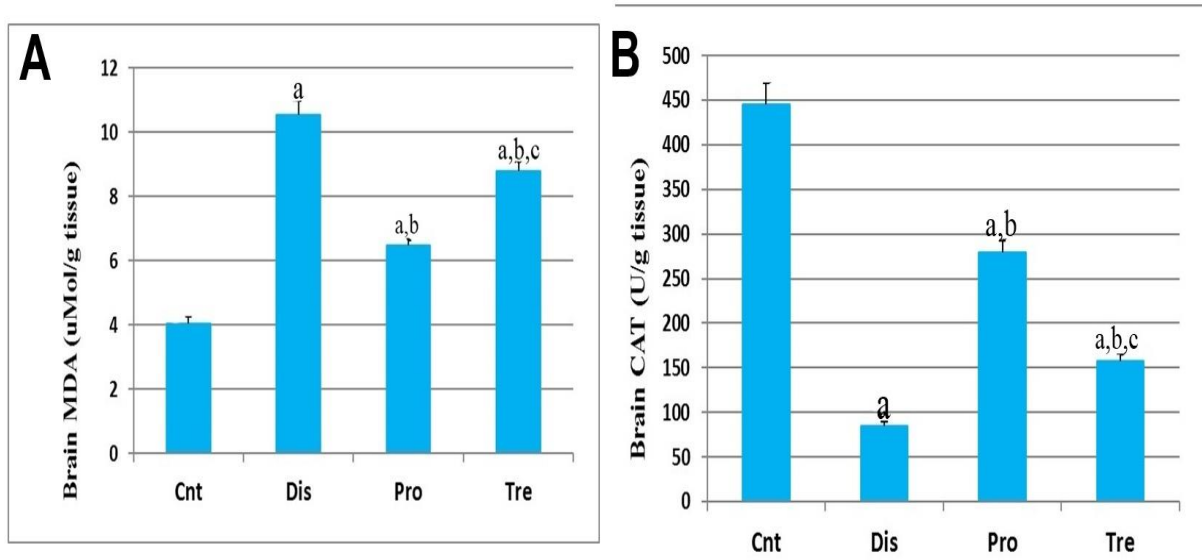 A
Brain MDA (uMol/g tissue)
12
10
8
6
4
2
0
a
a,b
a,b,c
Cnt Dis Pro Tre
B
Brain CAT (U/g tissue)
500
450
400
350
300
250
200
150
100
50
0
a
a,b
a,b,c
Cnt Dis Pro Tre